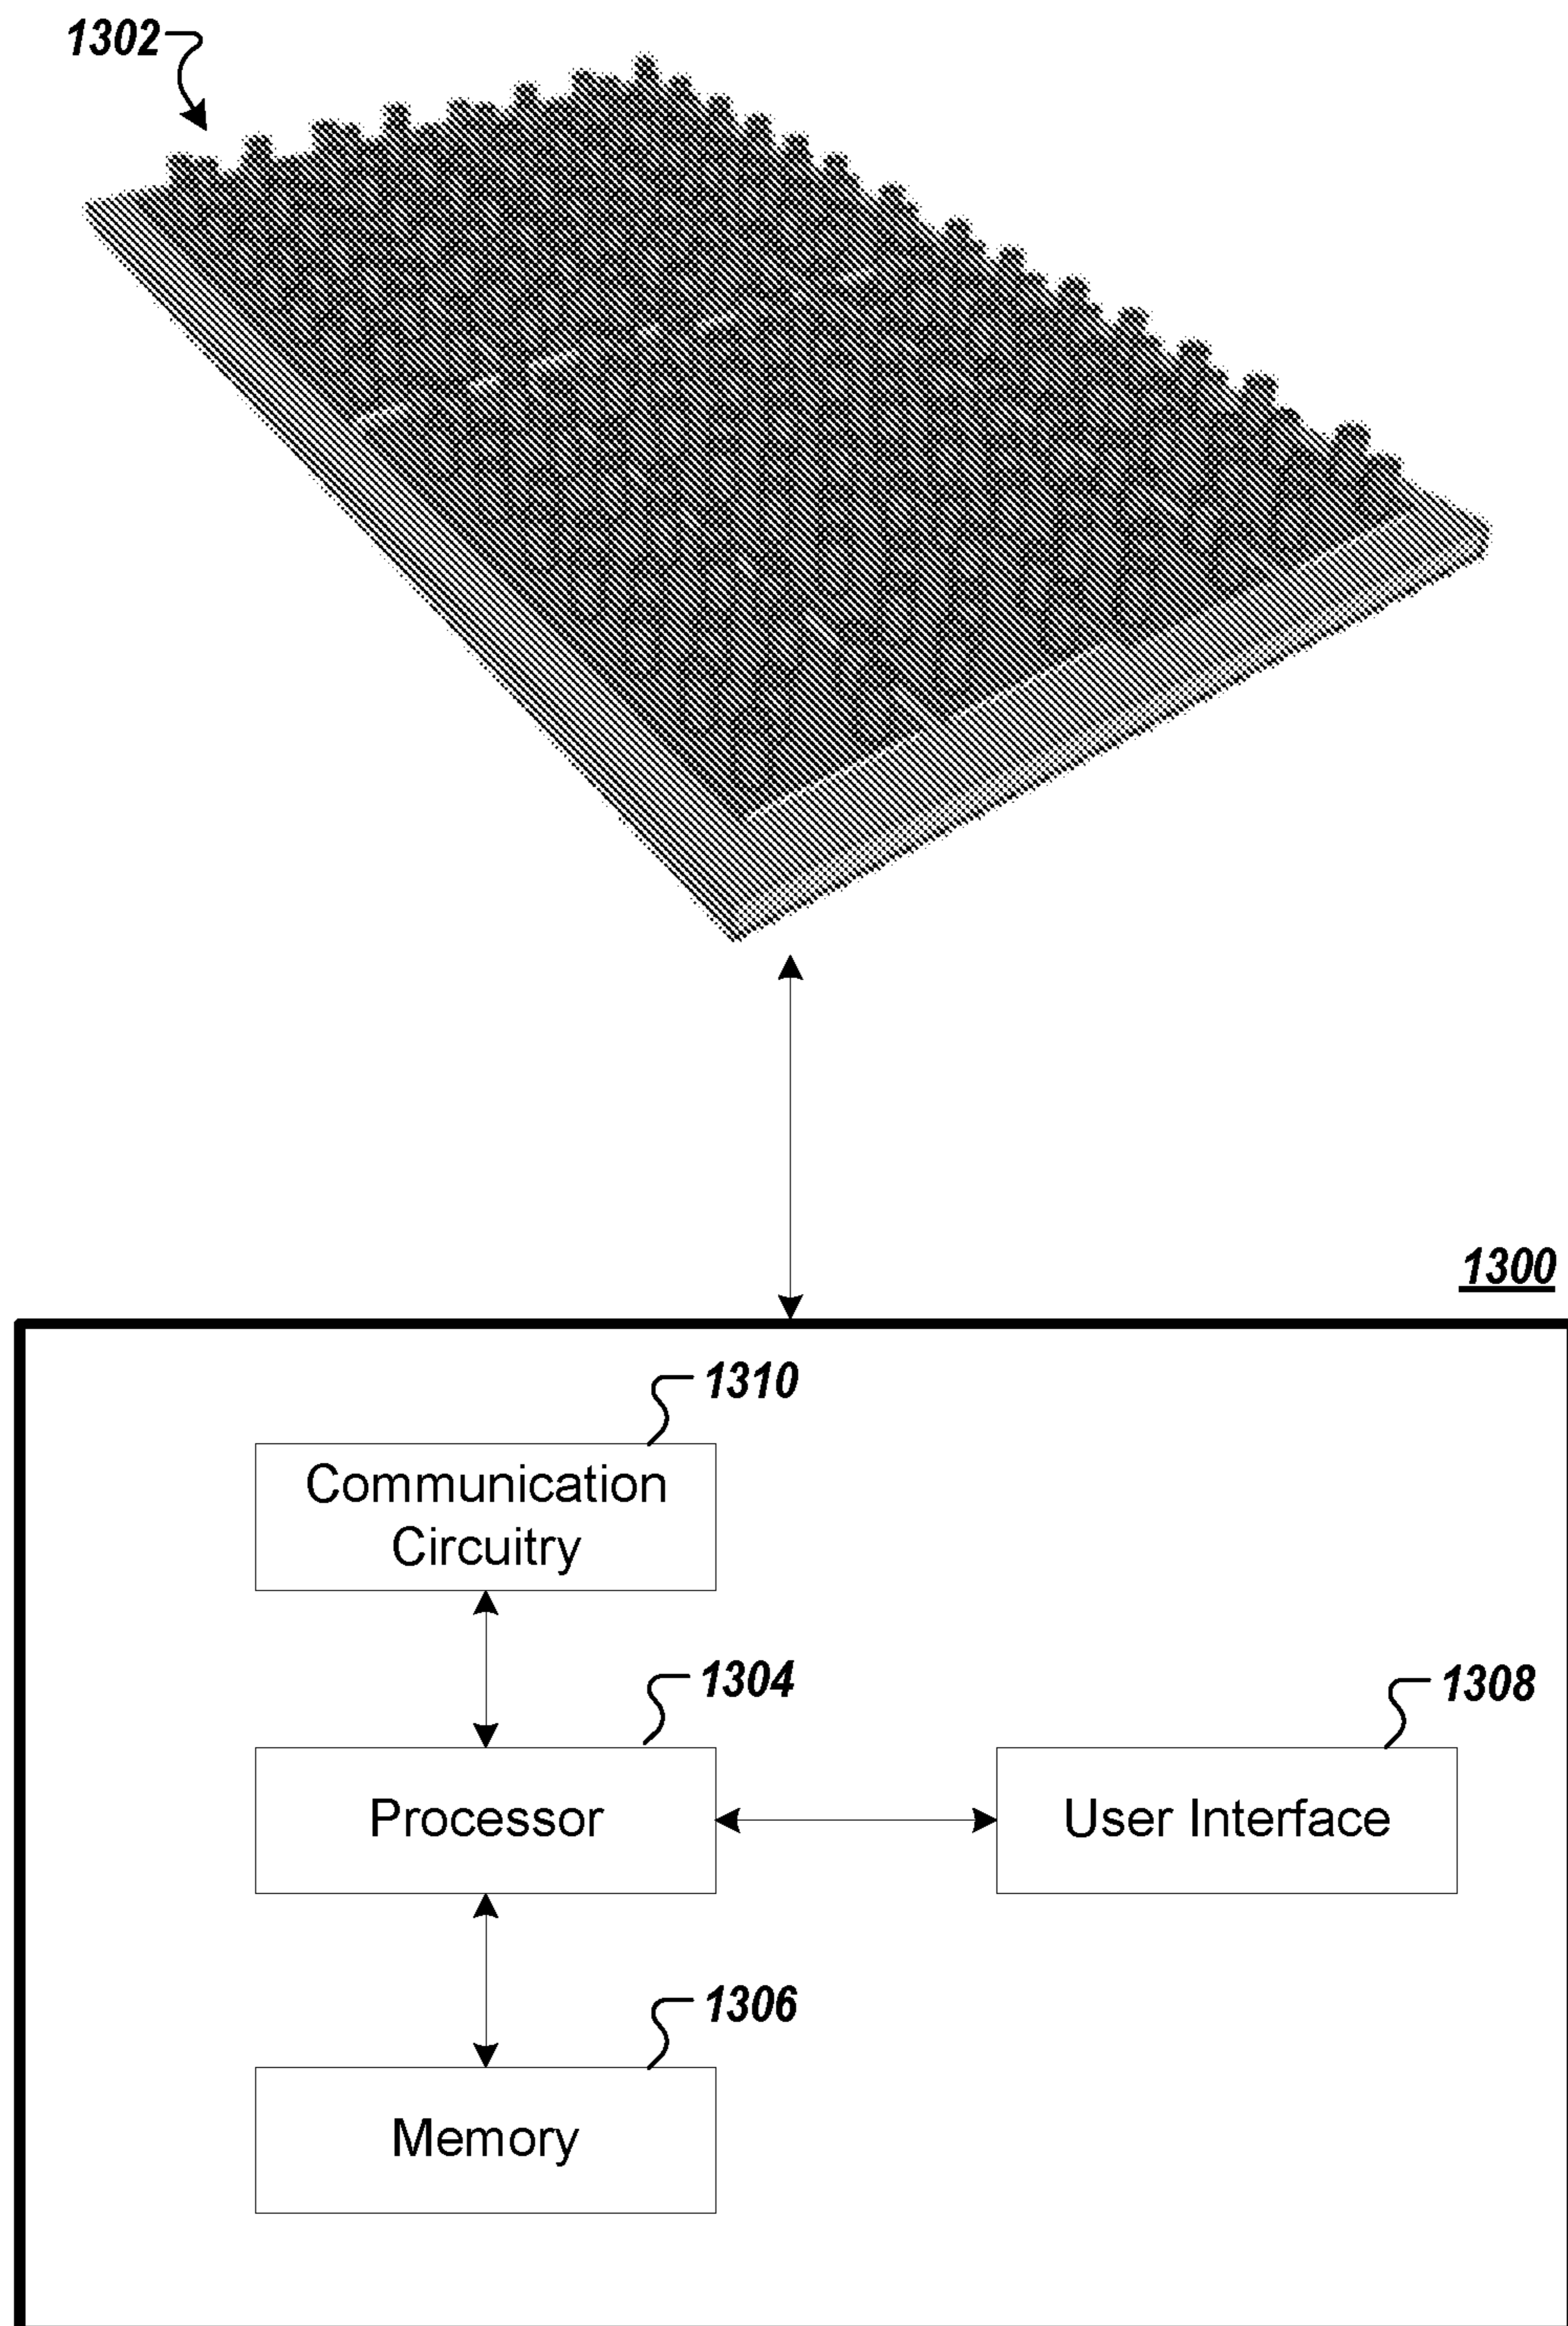 1302
1300
1310
Communication
Circuitry
1304
1308
Processor
User Interface
1306
Memory